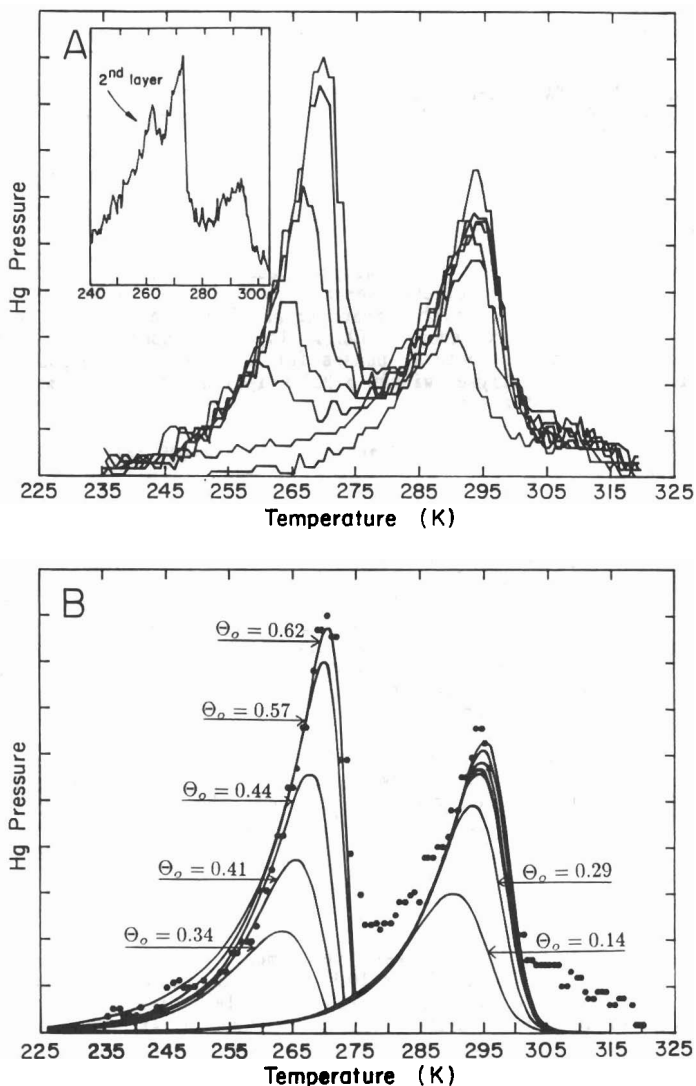 A
2nd layer
240 260 280 300
Hg Pressure
225 235 245 255 265 275 285 295 305 315 325
Temperature (K)
B
Θo = 0.62
Θo = 0.57
Θo = 0.44
Θo = 0.41
Θo = 0.34
Θo = 0.29
Θo = 0.14
Hg Pressure
225 235 245 255 265 275 285 295 305 315 325
Temperature (K)